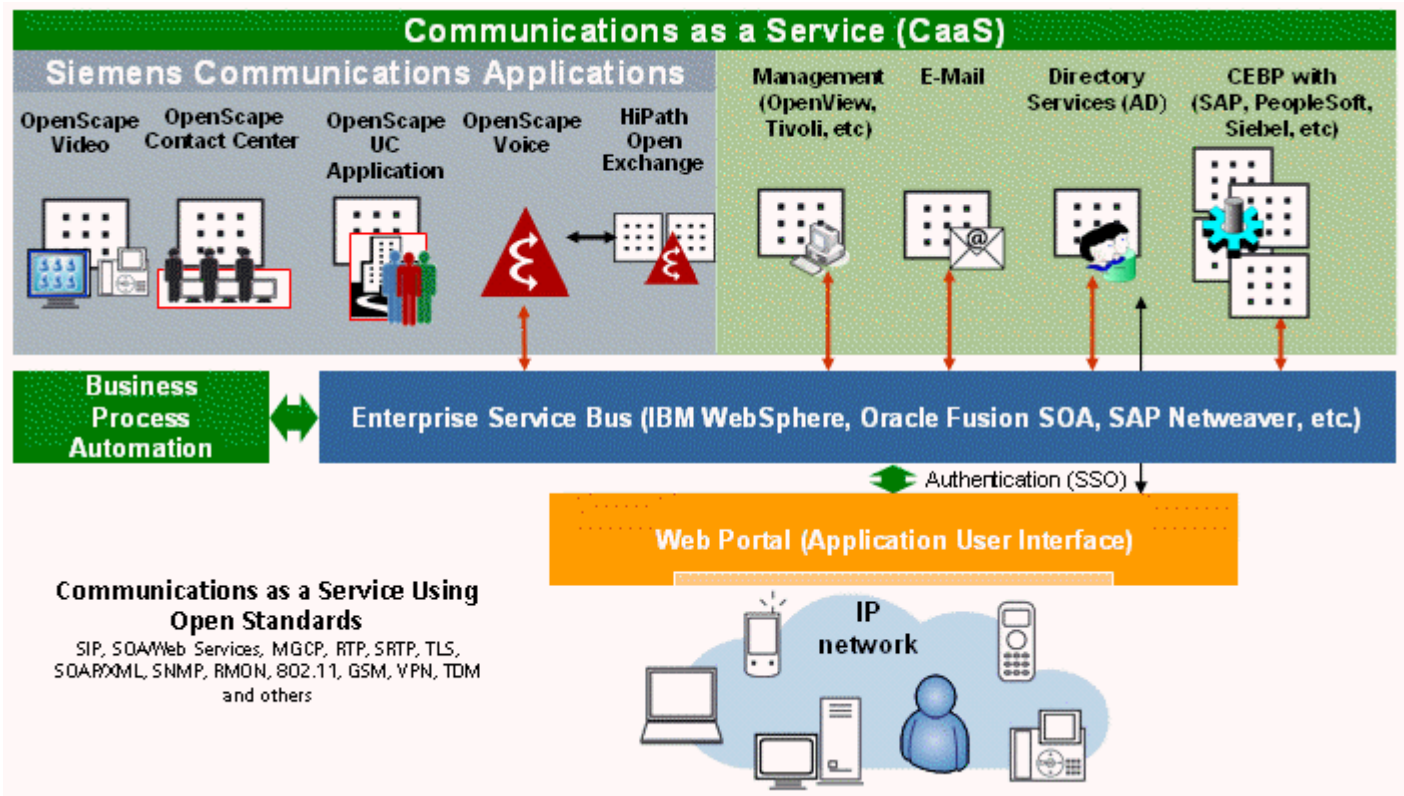 Communications as a Service (CaaS)
Siemens Communications Applications
OpenScape
Video
OpenScape
Contact Center
OpenScape
UC
Application
OpenScape
Voice
HiPath
Open
Exchange
Management
(OpenView,
Tivoli, etc)
E-Mail
Directory
Services (AD)
CEBP with
(SAP, PeopleSoft,
Siebel, etc)
@
Business
Process
Automation
Enterprise Service Bus (IBM WebSphere, Oracle Fusion SOA, SAP Netweaver, etc.)
Authentication (SSO)
Web Portal (Application User Interface)
Communications as a Service Using
Open Standards
SIP, SOA/Web Services, MGCP, RTP, SRTP, TLS,
SOAP/XML, SNMP, RMON, 802.11, GSM, VPN, TDM
and others
IP
network